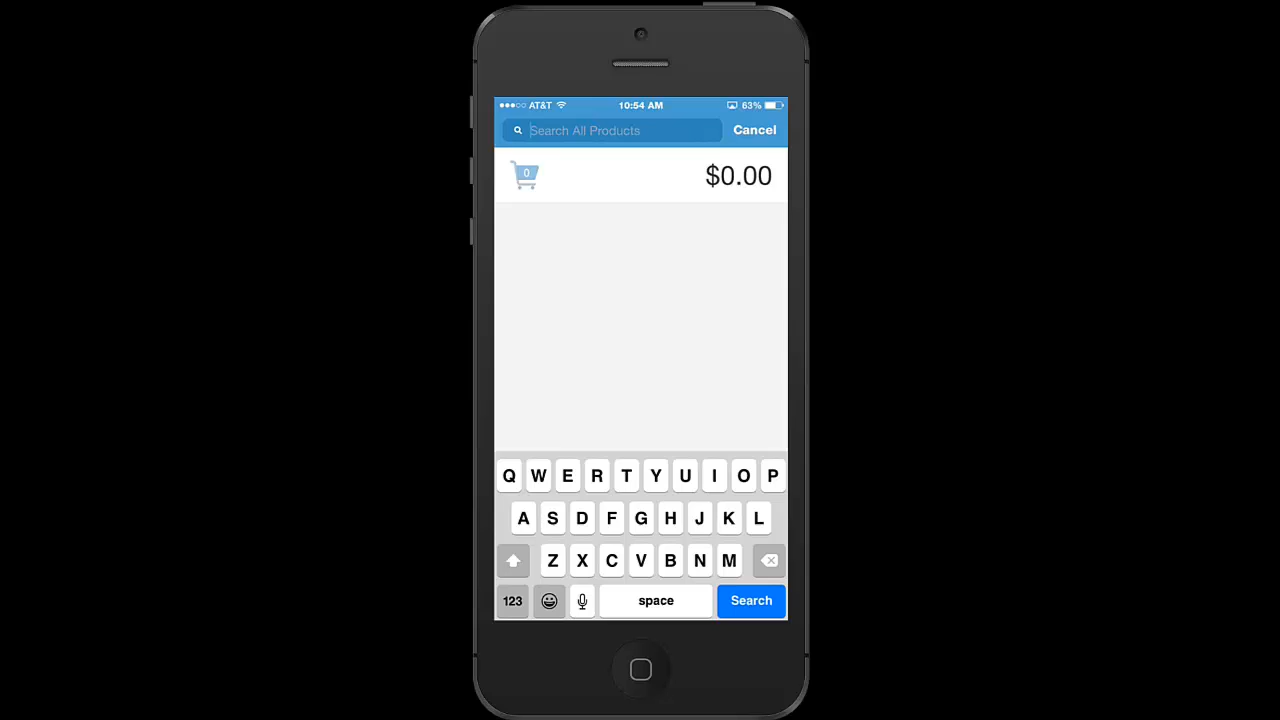 AT&T 10:54 AM 63%
Search All Products Cancel
0 $0.00
Q W E R T Y U I O P
A S D F G H J K L
Z X C V B N M
123 space Search